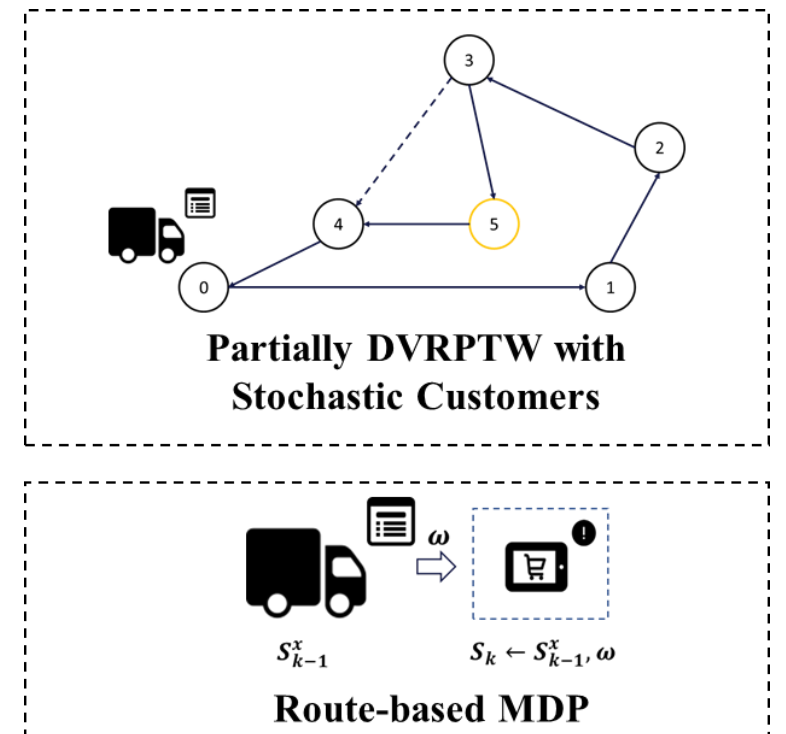 3
2
4
5
0
1
Partially DVRPTW with
Stochastic Customers
ω
!
S^x_{k-1}
S_k ← S^x_{k-1}, ω
Route-based MDP